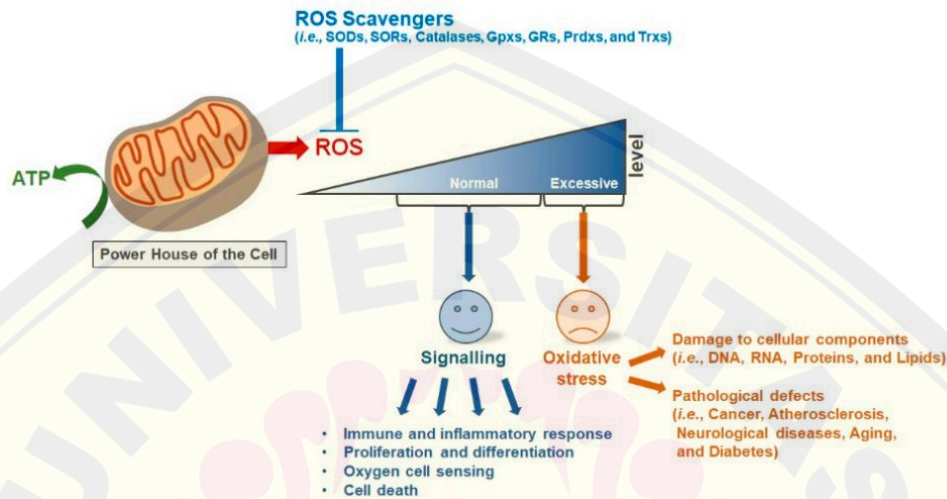 ROS Scavengers
(i.e., SODs, SORs, Catalases, Gpxs, GRs, Prdxs, and Trxs)
ATP
ROS
level
Normal
Excessive
Power House of the Cell
Signalling
Oxidative
stress
Damage to cellular components
(i.e., DNA, RNA, Proteins, and Lipids)
Pathological defects
(i.e., Cancer, Atherosclerosis,
Neurological diseases, Aging,
and Diabetes)
• Immune and inflammatory response
• Proliferation and differentiation
• Oxygen cell sensing
• Cell death
UNIVERSITAS